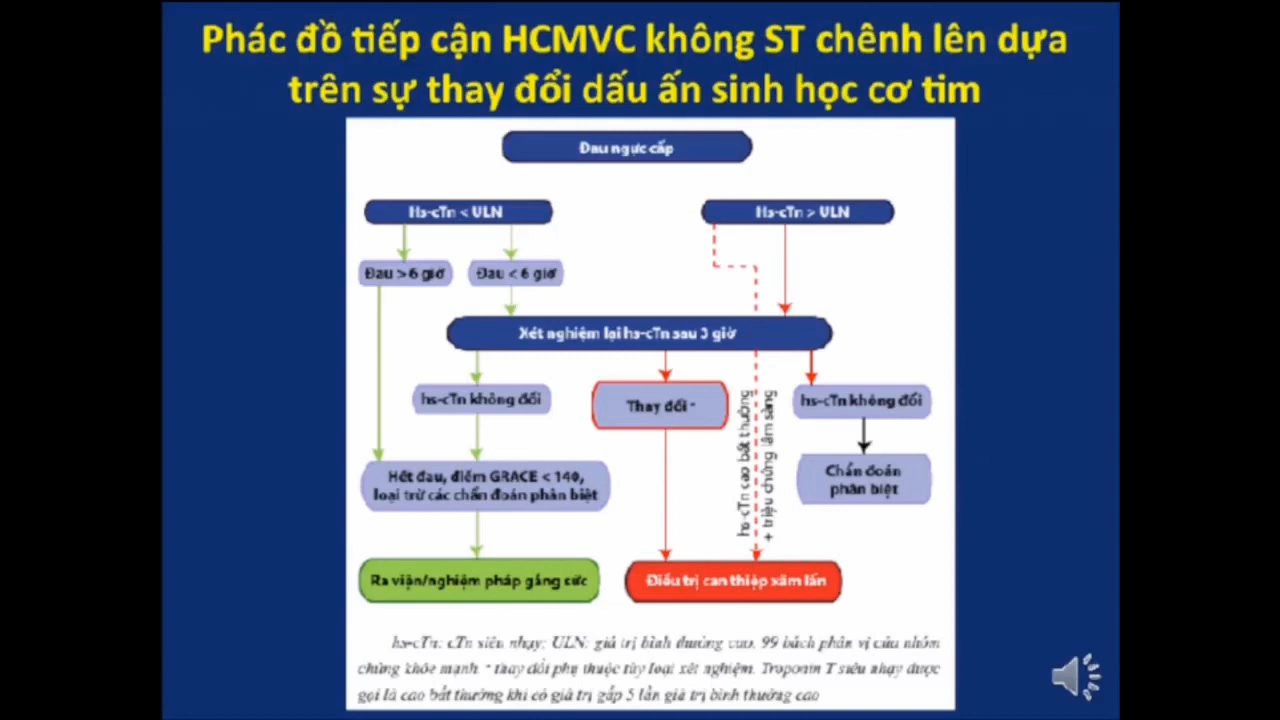 Phác đồ tiếp cận HCMVC không ST chênh lên dựa
trên sự thay đổi dấu ấn sinh học cơ tim
Đau ngực cấp
Hs-cTn < ULN
Hs-cTn > ULN
Đau > 6 giờ
Đau < 6 giờ
Xét nghiệm lại hs-cTn sau 3 giờ
hs-cTn không đổi
Thay đổi *
hs-cTn cao bất thường
+ triệu chứng lâm sàng
hs-cTn không đổi
Hết đau, điểm GRACE < 140,
loại trừ các chẩn đoán phân biệt
Chẩn đoán
phân biệt
Ra viện/nghiệm pháp gắng sức
Điều trị can thiệp xâm lấn
hs-cTn: cTn siêu nhạy; ULN: giá trị bình thường cao, 99 bách phân vị của nhóm
chứng khỏe mạnh. * thay đổi phụ thuộc tùy loại xét nghiệm. Troponin T siêu nhạy được
gọi là cao bất thường khi có giá trị gấp 5 lần giá trị bình thường cao